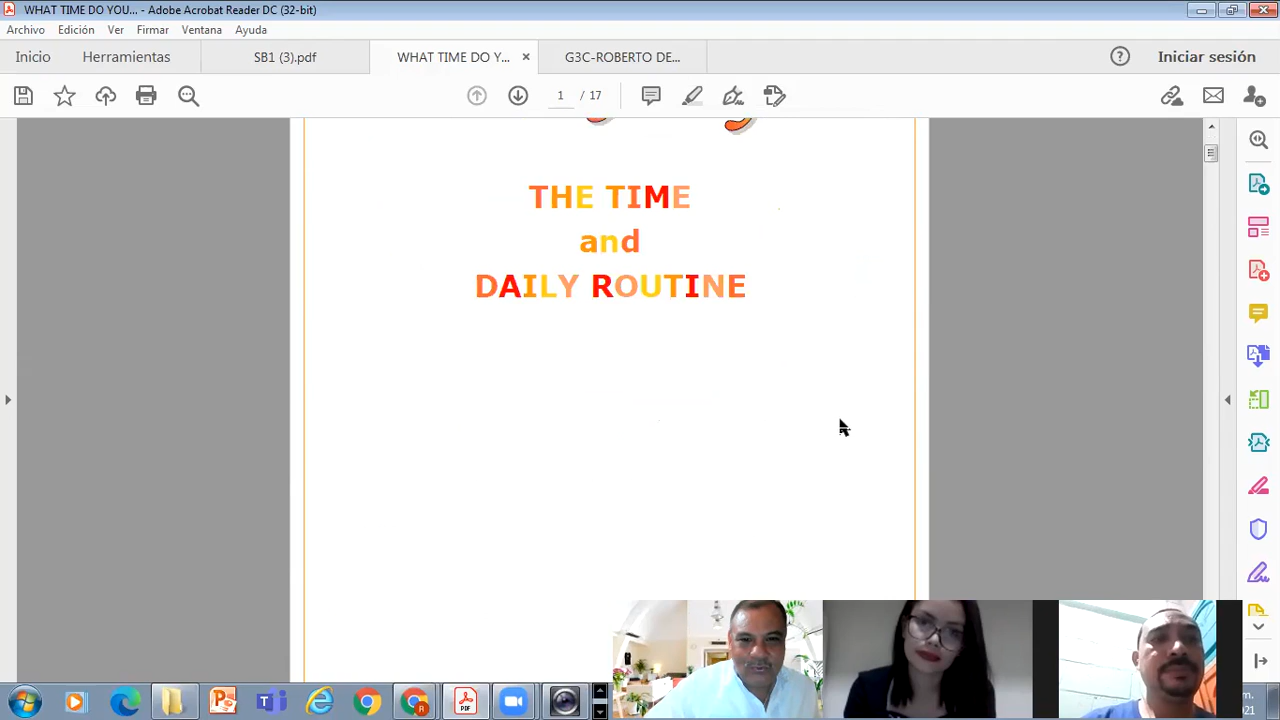 WHAT TIME DO YOU... - Adobe Acrobat Reader DC (32-bit)
Archivo Edición Ver Firmar Ventana Ayuda
Inicio Herramientas SB1 (3).pdf WHAT TIME DO Y... × G3C-ROBERTO DE... Iniciar sesión
1 / 17
THE TIME
and
DAILY ROUTINE